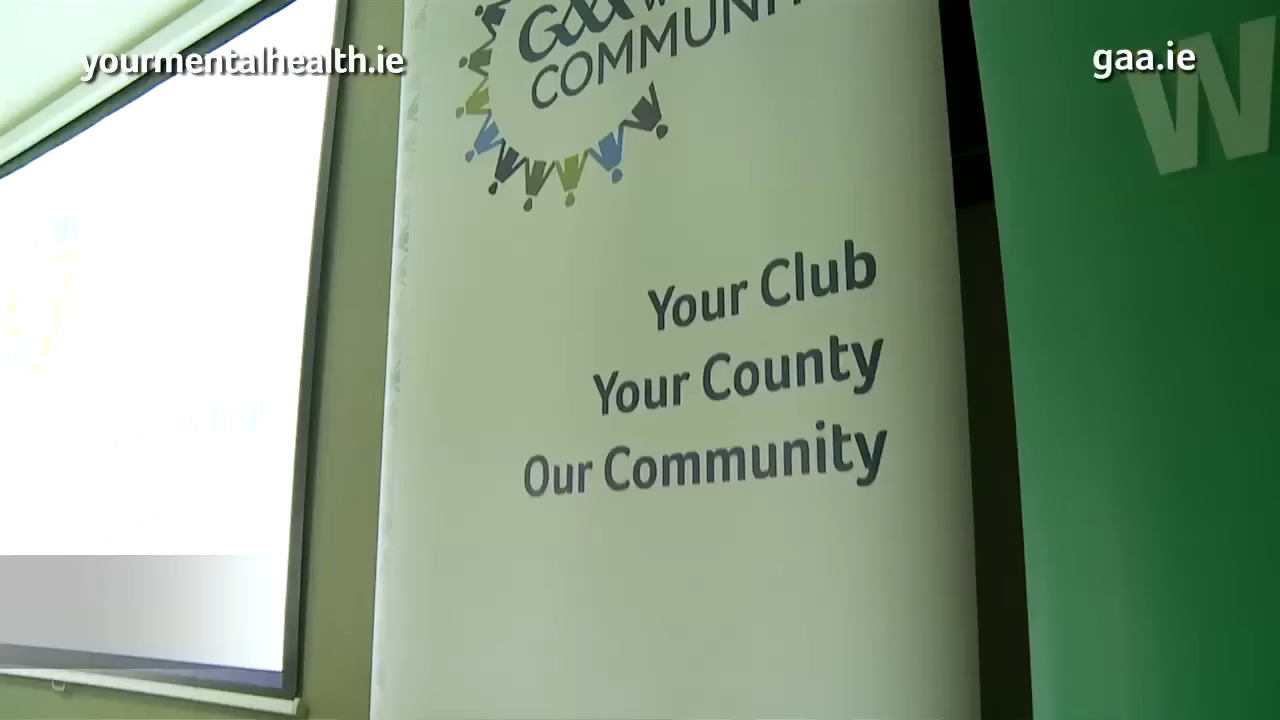 yourmentalhealth.ie
gaa.ie
COMMUNI
W
Your Club
Your County
Our Community